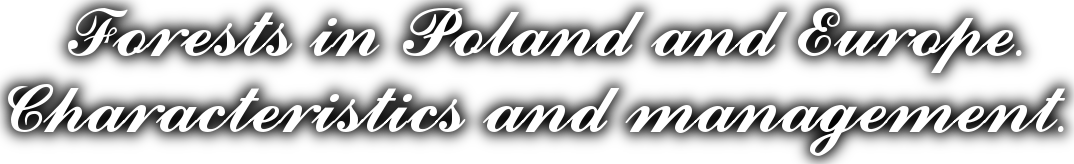 Forests in Poland and Europe.
Characteristics and management.